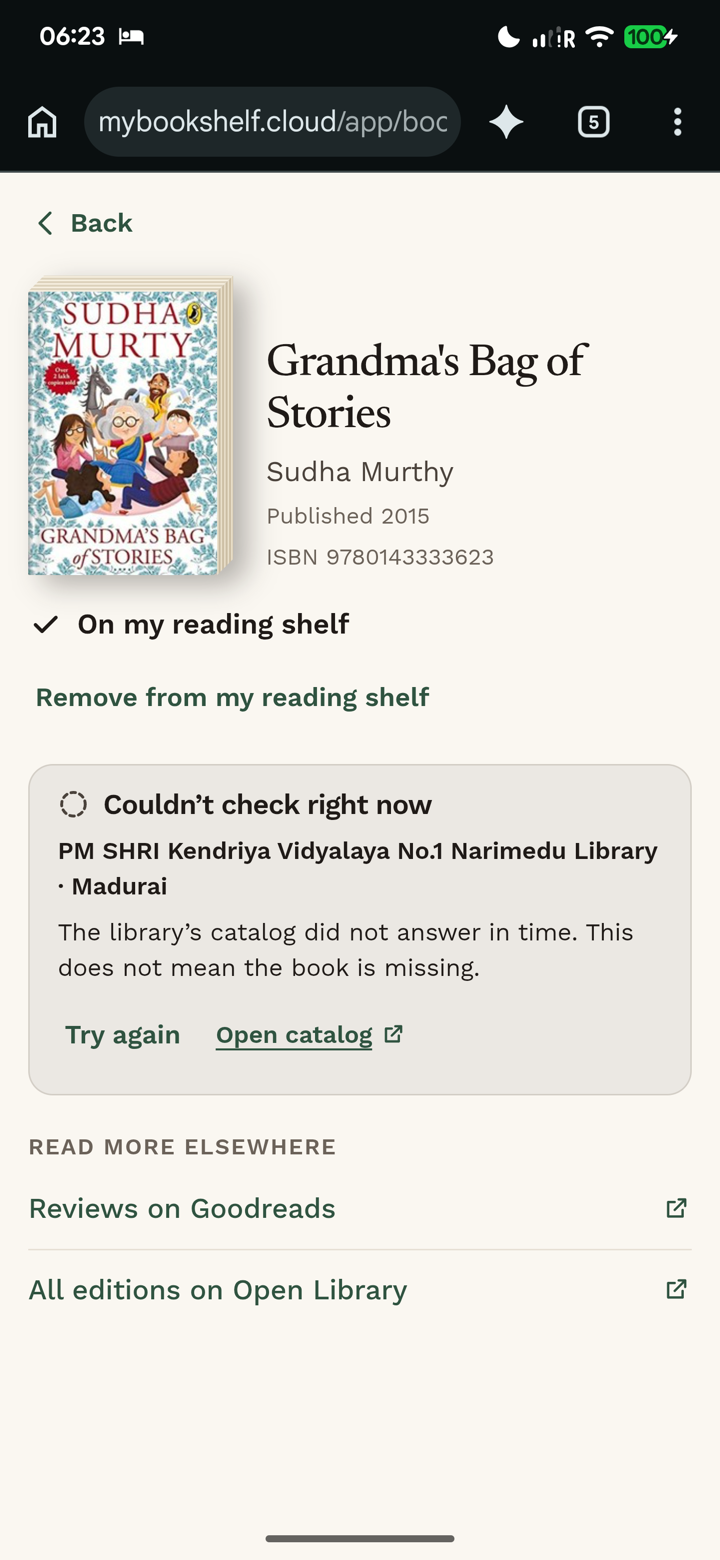 06:23
R
100
mybookshelf.cloud/app/boo
5
Back
SUDHA
MURTY
Over
2 lakh
copies sold
GRANDMA'S BAG
of STORIES
Grandma's Bag of
Stories
Sudha Murthy
Published 2015
ISBN 9780143333623
On my reading shelf
Remove from my reading shelf
Couldn’t check right now
PM SHRI Kendriya Vidyalaya No.1 Narimedu Library
· Madurai
The library’s catalog did not answer in time. This
does not mean the book is missing.
Try again Open catalog
READ MORE ELSEWHERE
Reviews on Goodreads
All editions on Open Library